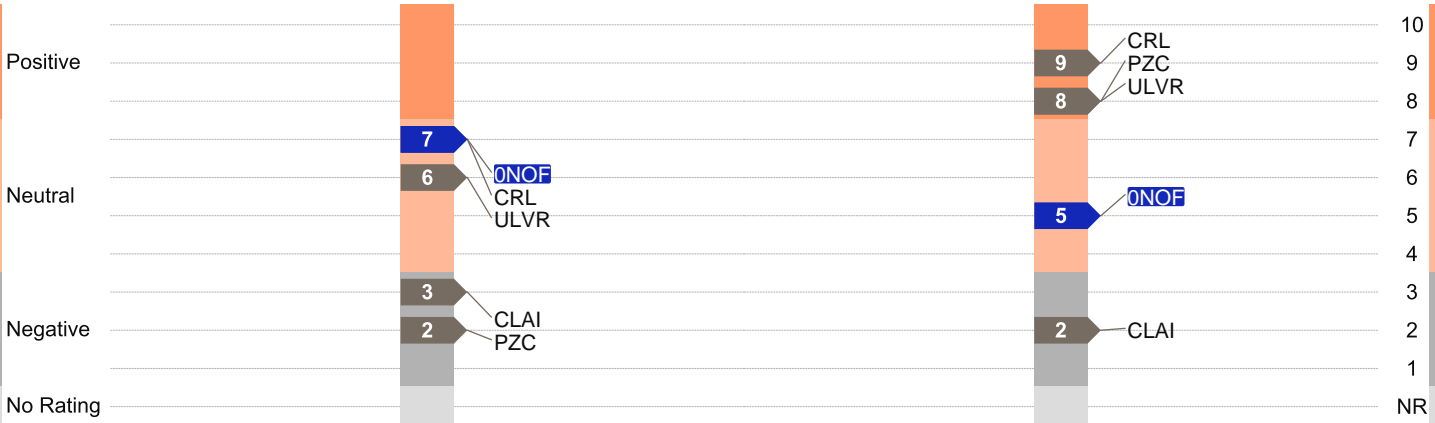 10
CRL
Positive
9
PZC
9
ULVR
8
8
7
7
0NOF
6
6
CRL
Neutral
0NOF
ULVR
5
5
4
3
3
CLAI
Negative
2
PZC
2
CLAI
2
1
No Rating
NR